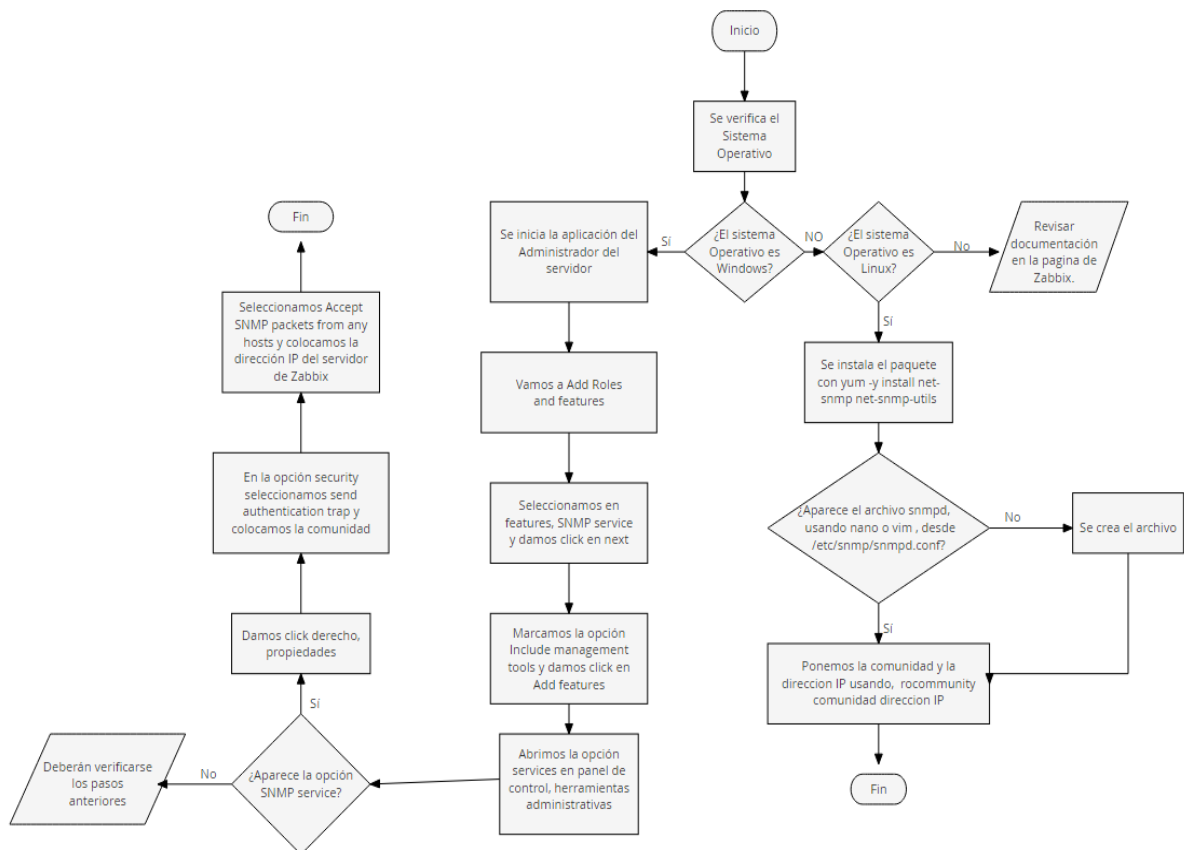 Inicio
Se verifica el
Sistema
Operativo
¿El sistema
Operativo es
Windows?
Sí
NO
¿El sistema
Operativo es
Linux?
No
Revisar
documentación
en la pagina de
Zabbix.
Sí
Se inicia la aplicación del
Administrador del
servidor
Vamos a Add Roles
and features
Seleccionamos en
features, SNMP service
y damos click en next
Marcamos la opción
Include management
tools y damos click en
Add features
Abrimos la opción
services en panel de
control, herramientas
administrativas
¿Aparece la opción
SNMP service?
No
Deberán verificarse
los pasos
anteriores
Sí
Damos click derecho,
propiedades
En la opción security
seleccionamos send
authentication trap y
colocamos la comunidad
Seleccionamos Accept
SNMP packets from any
hosts y colocamos la
dirección IP del servidor
de Zabbix
Fin
Se instala el paquete
con yum -y install net-
snmp net-snmp-utils
¿Aparece el archivo snmpd,
usando nano o vim , desde
/etc/snmp/snmpd.conf?
No
Se crea el archivo
Sí
Ponemos la comunidad y la
direccion IP usando, rocommunity
comunidad direccion IP
Fin